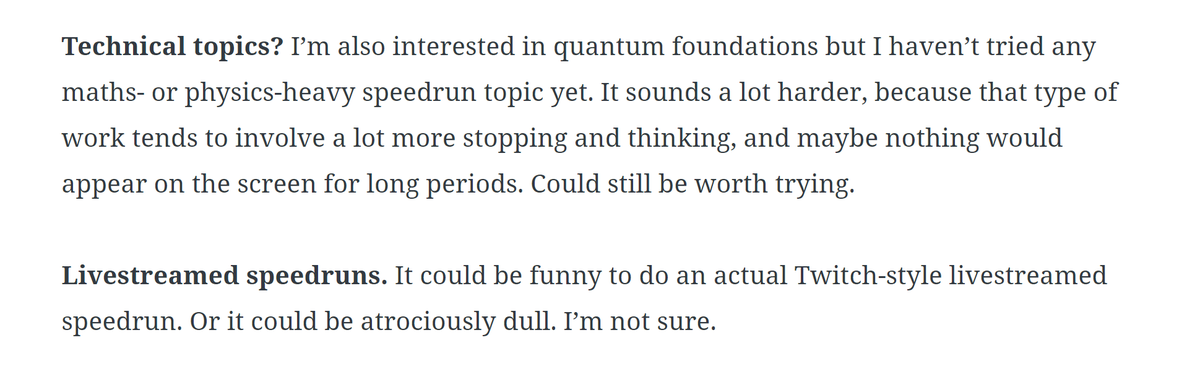 Technical topics? I’m also interested in quantum foundations but I haven’t tried any
maths- or physics-heavy speedrun topic yet. It sounds a lot harder, because that type of
work tends to involve a lot more stopping and thinking, and maybe nothing would
appear on the screen for long periods. Could still be worth trying.
Livestreamed speedruns. It could be funny to do an actual Twitch-style livestreamed
speedrun. Or it could be atrociously dull. I’m not sure.